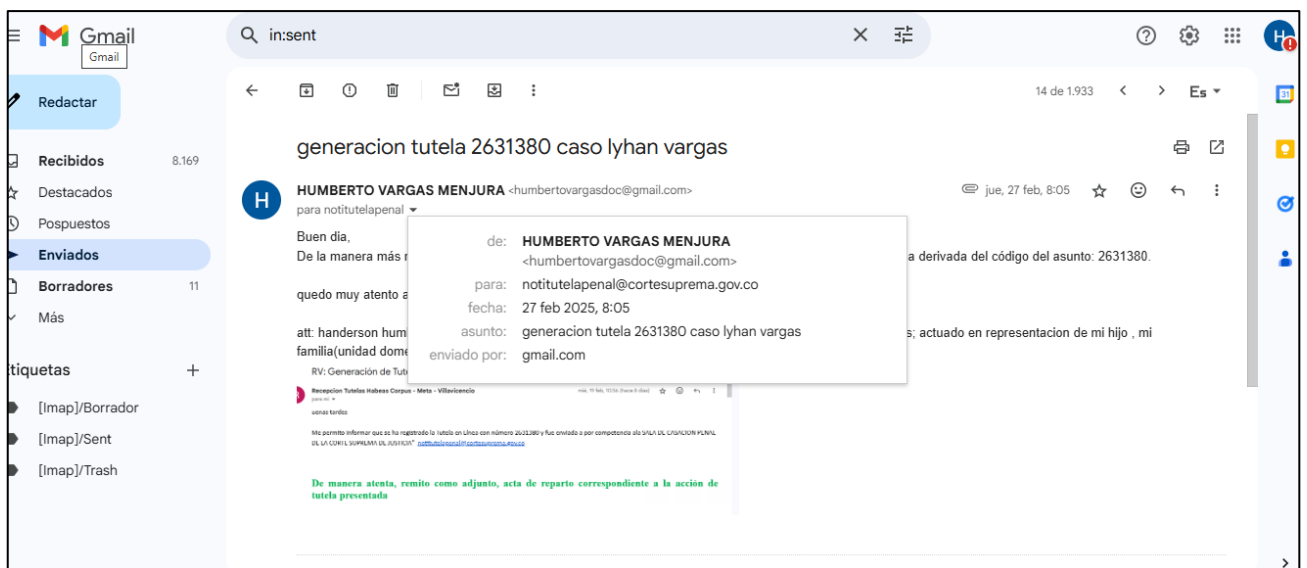 Gmail
in:sent
Gmail
Redactar
14 de 1.933
Es
31
generacion tutela 2631380 caso lyhan vargas
Recibidos 8.169
Destacados
Pospuestos
Enviados
Borradores 11
Más
[Imap]/Borrador
[Imap]/Sent
[Imap]/Trash
H
HUMBERTO VARGAS MENJURA <humbertovargasdoc@gmail.com>
jue, 27 feb, 8:05
para notitutelapenal
Buen dia,
De la manera más
a derivada del código del asunto: 2631380.
quedo muy atento a
att: handerson hum
s; actuado en representacion de mi hijo , mi
familia(unidad dome
de: HUMBERTO VARGAS MENJURA
<humbertovargasdoc@gmail.com>
para: notitutelapenal@cortesuprema.gov.co
fecha: 27 feb 2025, 8:05
asunto: generacion tutela 2631380 caso lyhan vargas
enviado por: gmail.com
RV: Generación de Tut
Recepcion Tutelas Habeas Corpus - Meta - Villavicencio
para mí
tardes
Me permito informar que se ha registrado la Tutela en Línea con número 2631380 y fue enviada a por competencia ala SALA DE CASACION PENAL
DE LA CORTE SUPREMA DE JUSTICIA" notitutelapenal@cortesuprema.gov.co
De manera atenta, remito como adjunto, acta de reparto correspondiente a la acción de
tutela presentada